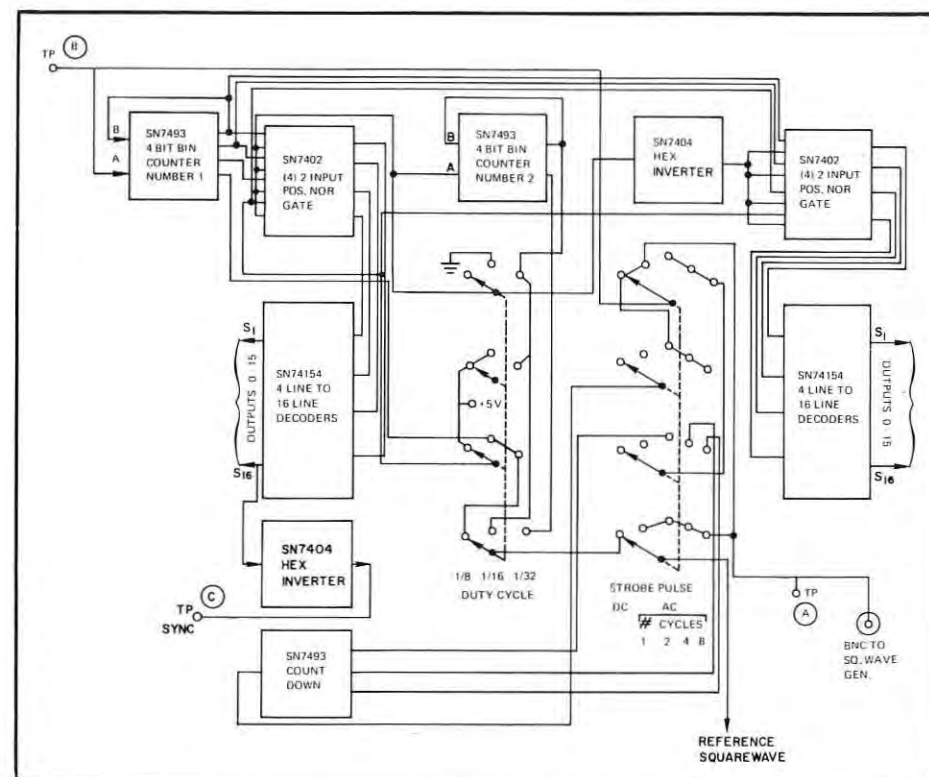 TP
B
B
A
SN7493
4 BIT BIN
COUNTER
NUMBER 1
SN7402
(4) 2 INPUT
POS. NOR
GATE
B
A
SN7493
4 BIT BIN
COUNTER
NUMBER 2
SN7404
HEX
INVERTER
SN7402
(4) 2 INPUT
POS. NOR
GATE
S1
OUTPUTS 0 15
S16
SN74154
4 LINE TO
16 LINE
DECODERS
+5V
SN74154
4 LINE TO
16 LINE
DECODERS
S1
OUTPUTS 0 15
S16
SN7404
HEX
INVERTER
C
TP
SYNC
1/8 1/16 1/32
DUTY CYCLE
STROBE PULSE
DC AC
# CYCLES
1 2 4 8
TP
A
BNC TO
SQ. WAVE
GEN.
SN7493
COUNT
DOWN
REFERENCE
SQUAREWAVE